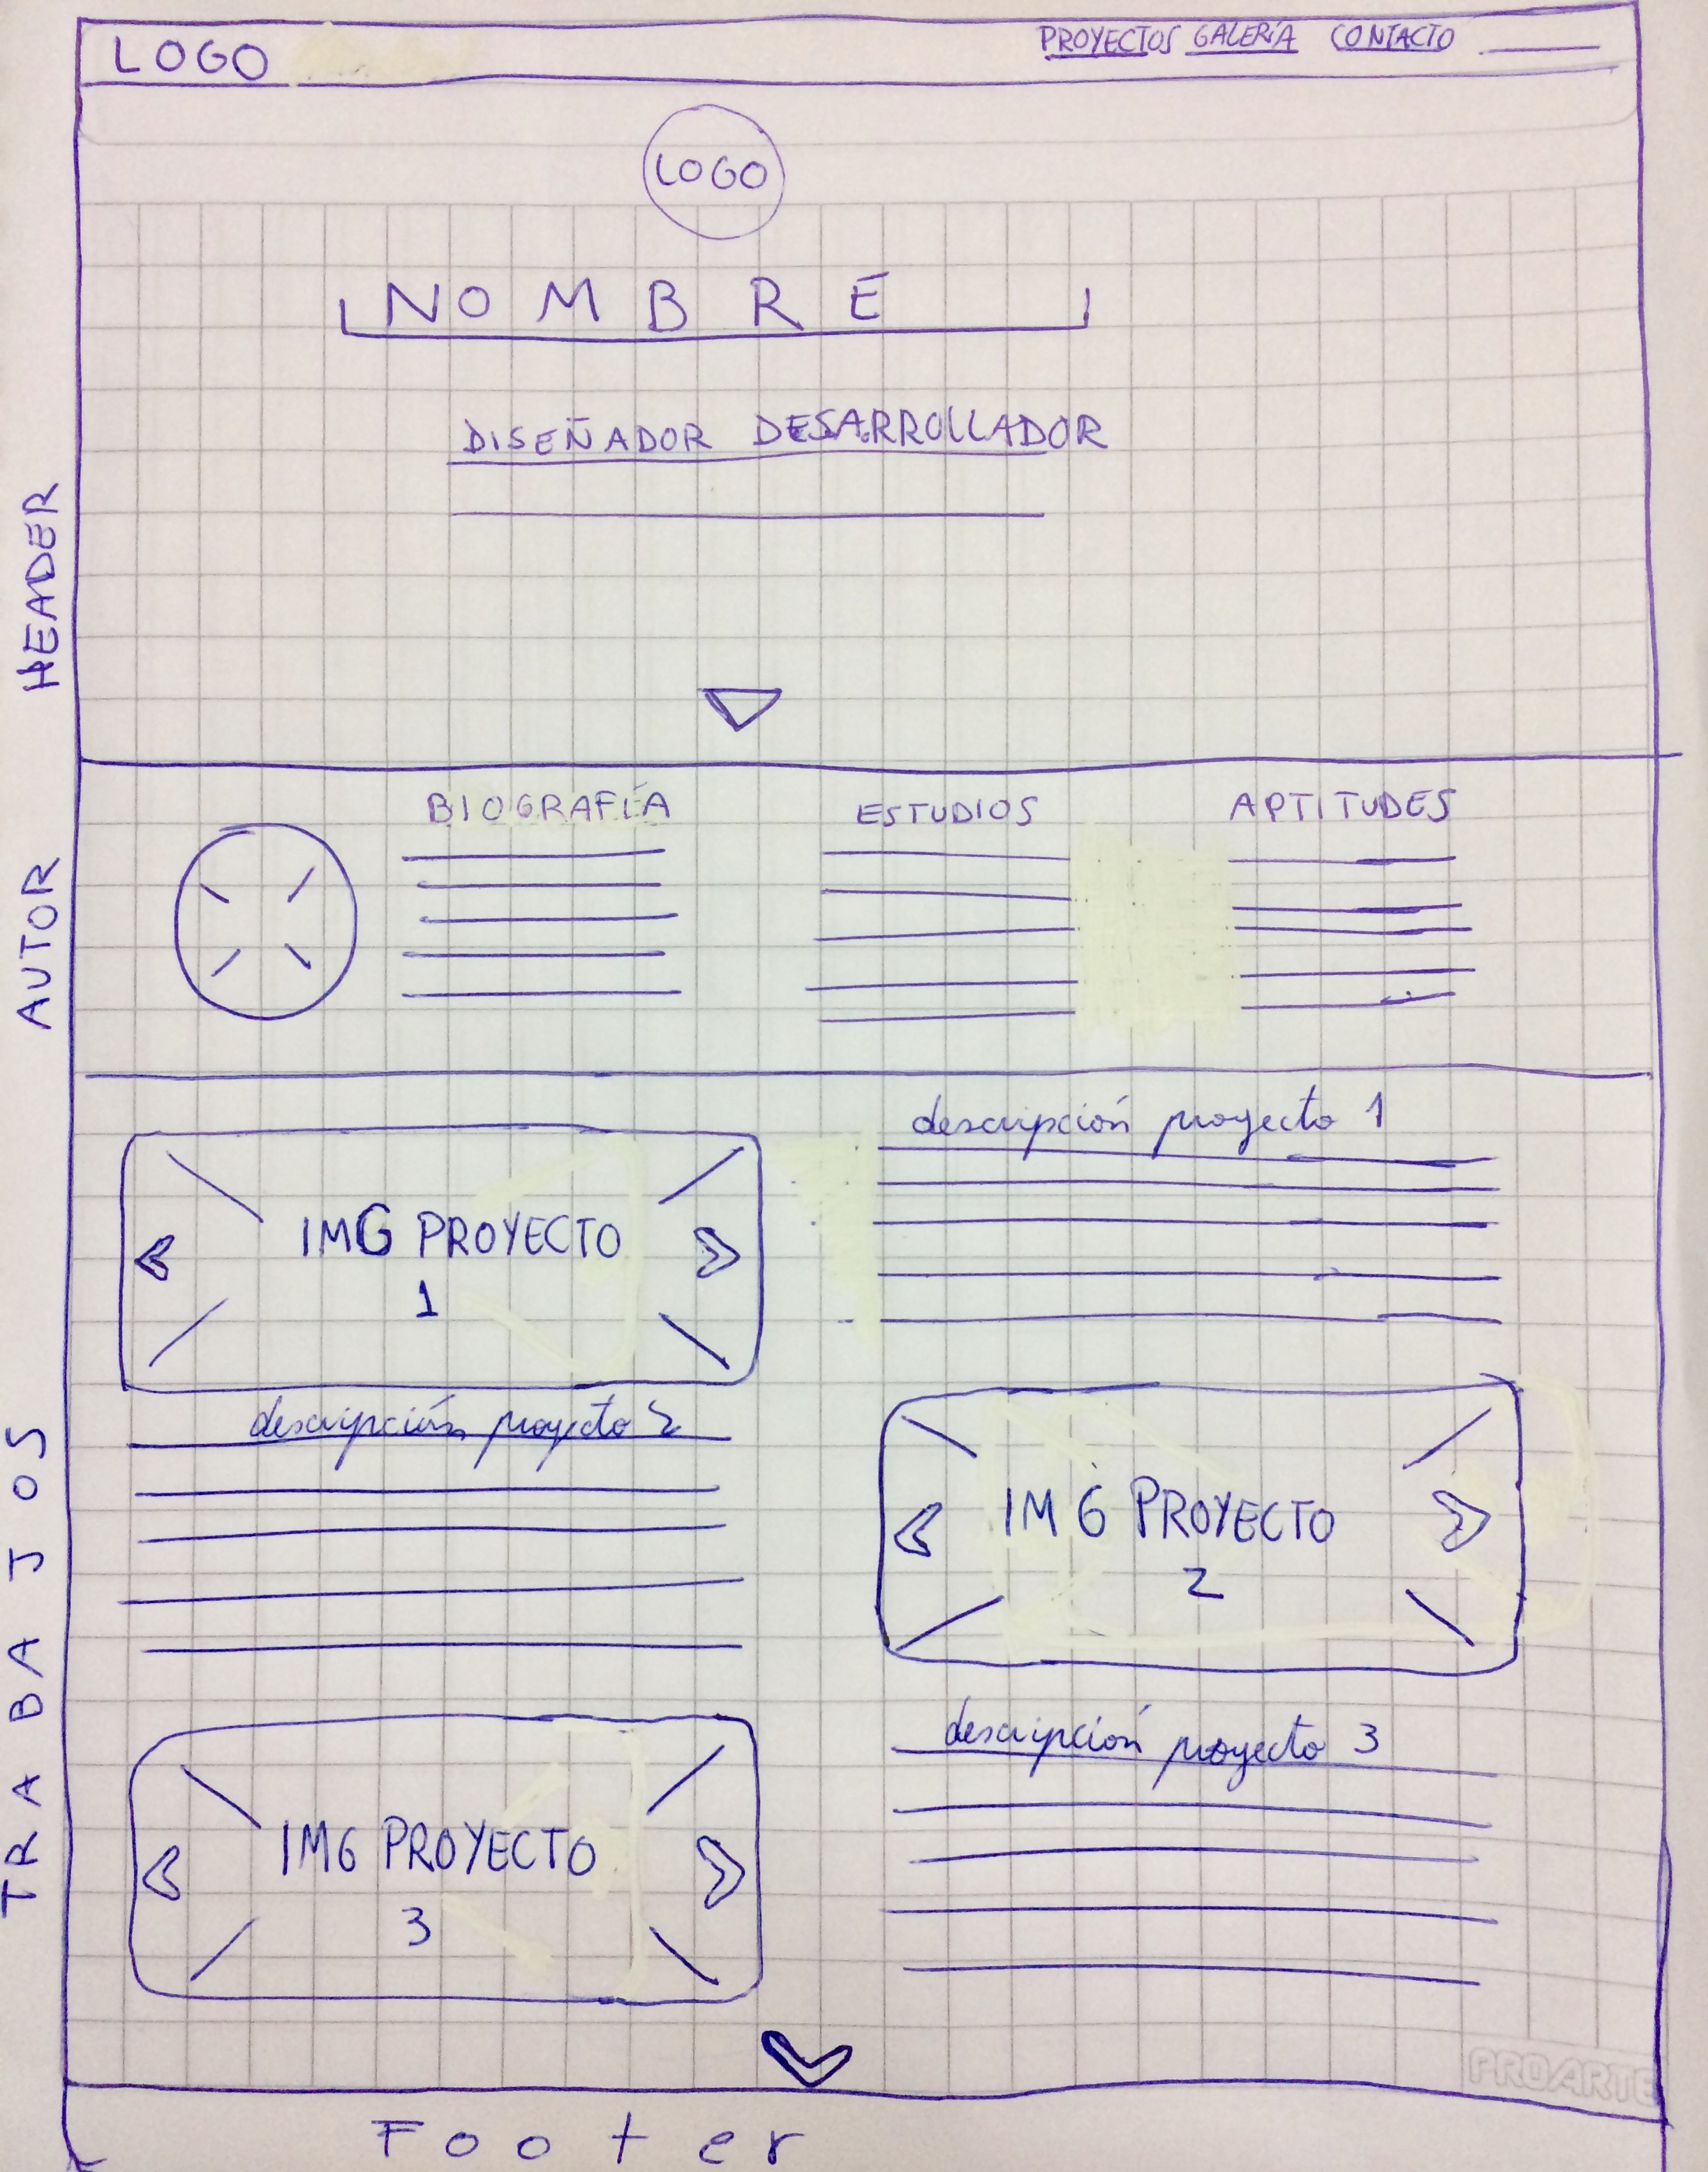 LOGO
PROYECTOS GALERÍA CONTACTO
LOGO
NOMBRE
DISEÑADOR DESARROLLADOR
HEADER
BIOGRAFÍA ESTUDIOS APTITUDES
AUTOR
descripción proyecto 1
IMG PROYECTO
1
descripción proyecto 2
IMG PROYECTO
2
TRABAJOS
descripción proyecto 3
IMG PROYECTO
3
PROARTE
Footer